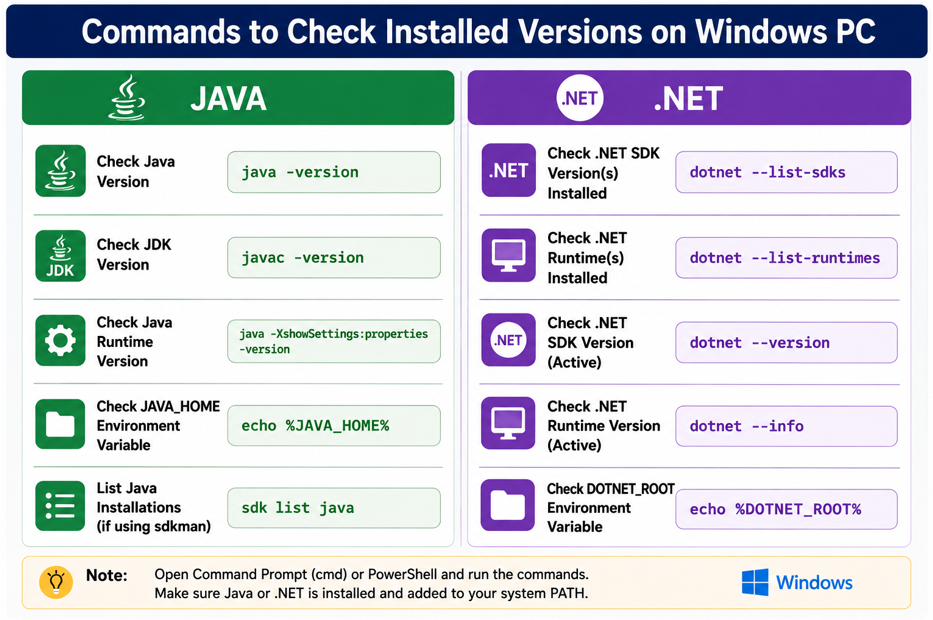 Commands to Check Installed Versions on Windows PC
JAVA
Check Java
Version
java -version
JDK
Check JDK
Version
javac -version
Check Java
Runtime
Version
java -XshowSettings:properties
-version
Check JAVA_HOME
Environment
Variable
echo %JAVA_HOME%
List Java
Installations
(if using sdkman)
sdk list java
.NET
.NET
.NET
Check .NET SDK
Version(s)
Installed
dotnet --list-sdks
Check .NET
Runtime(s)
Installed
dotnet --list-runtimes
.NET
Check .NET
SDK Version
(Active)
dotnet --version
Check .NET
Runtime Version
(Active)
dotnet --info
Check DOTNET_ROOT
Environment
Variable
echo %DOTNET_ROOT%
Note:
Open Command Prompt (cmd) or PowerShell and run the commands.
Make sure Java or .NET is installed and added to your system PATH.
Windows